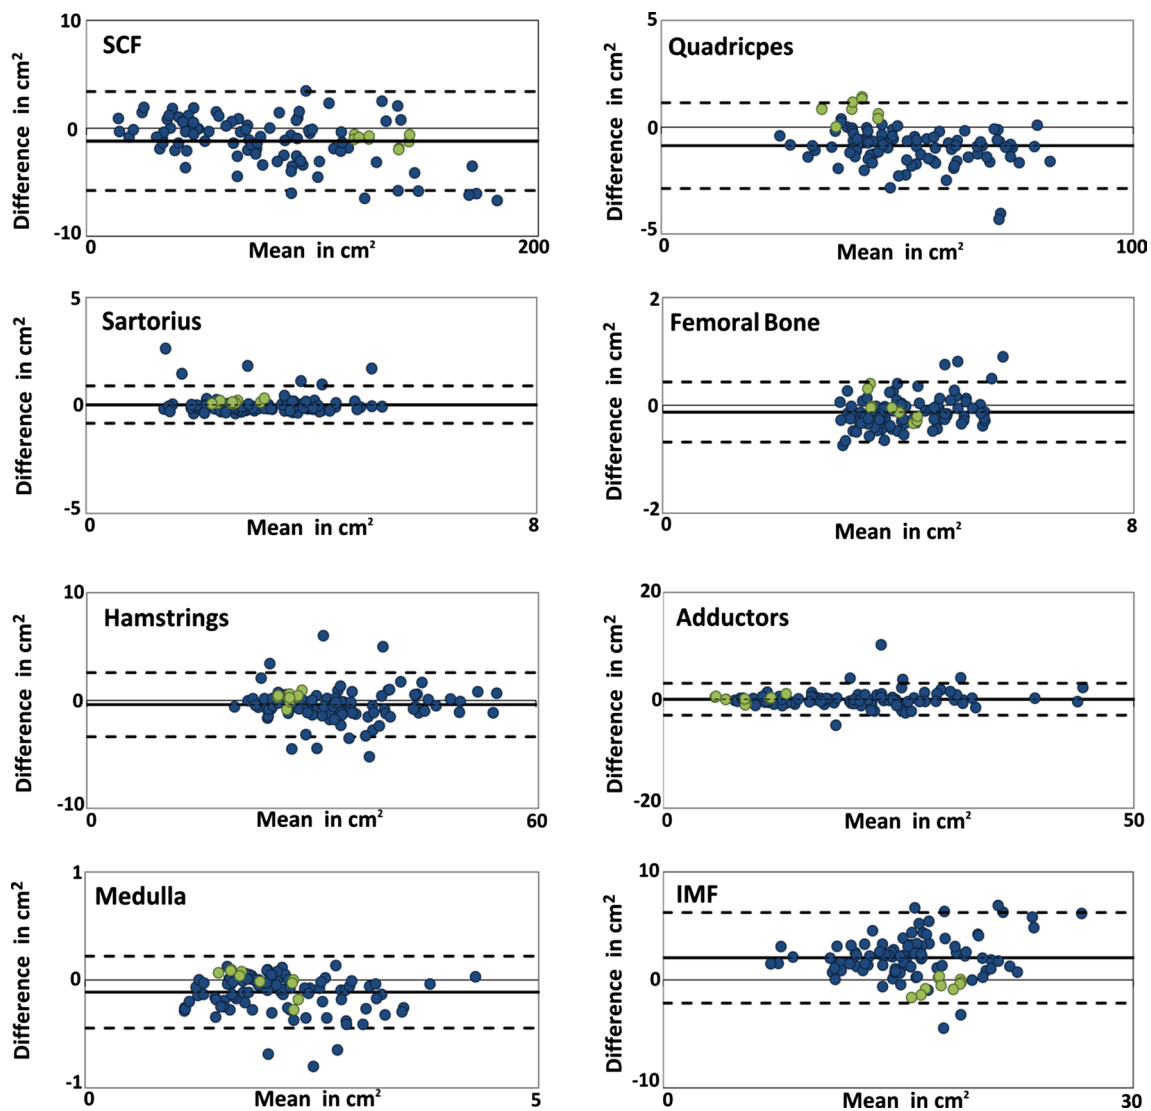 10
SCF
0
-10
0
200
Difference in cm²
Mean in cm²
5
Quadricpes
0
-5
0
100
Difference in cm²
Mean in cm²
5
Sartorius
0
-5
0
8
Difference in cm²
Mean in cm²
2
Femoral Bone
0
-2
0
8
Difference in cm²
Mean in cm²
10
Hamstrings
0
-10
0
60
Difference in cm²
Mean in cm²
20
Adductors
0
-20
0
50
Difference in cm²
Mean in cm²
1
Medulla
0
-1
0
5
Difference in cm²
Mean in cm²
10
IMF
0
-10
0
30
Difference in cm²
Mean in cm²